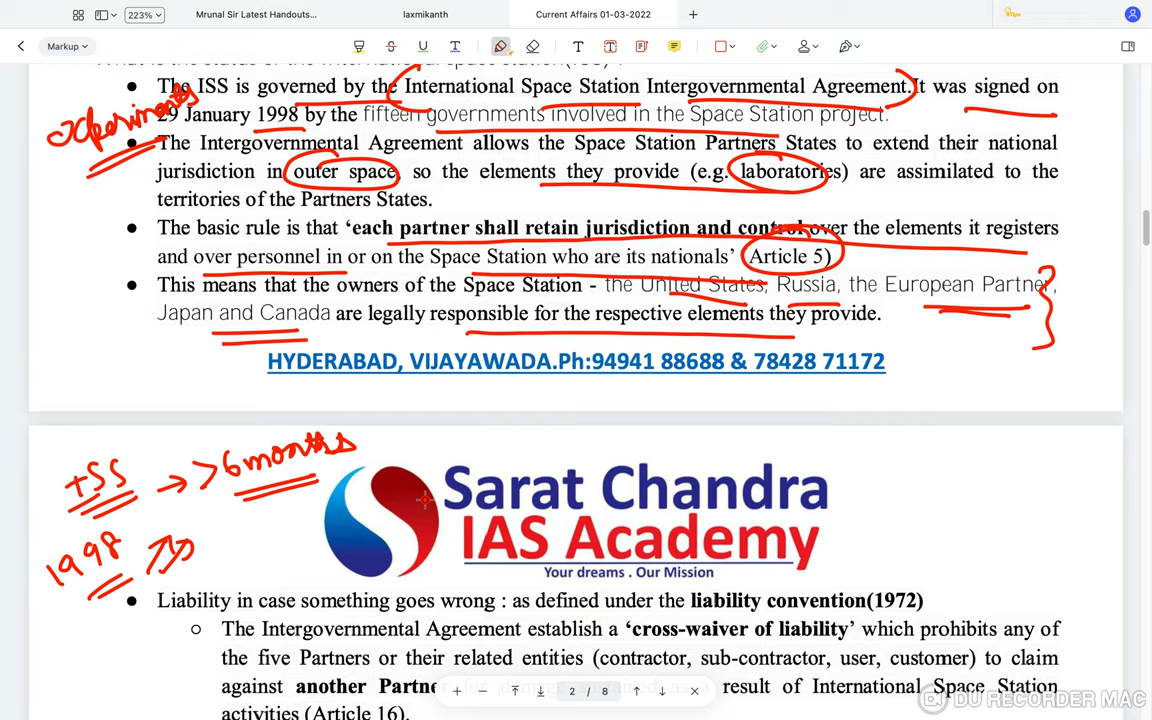 223%
Mrunal Sir Latest Handouts...
laxmikanth
Current Affairs 01-03-2022
Markup
The ISS is governed by the International Space Station Intergovernmental Agreement. It was signed on
29 January 1998 by the fifteen governments involved in the Space Station project.
experiments
The Intergovernmental Agreement allows the Space Station Partners States to extend their national
jurisdiction in outer space, so the elements they provide (e.g. laboratories) are assimilated to the
territories of the Partners States.
The basic rule is that ‘each partner shall retain jurisdiction and control over the elements it registers
and over personnel in or on the Space Station who are its nationals’ (Article 5)
This means that the owners of the Space Station - the United States, Russia, the European Partner,
Japan and Canada are legally responsible for the respective elements they provide.
HYDERABAD, VIJAYAWADA.Ph:94941 88688 & 78428 71172
ISS → > 6 months
1998
Sarat Chandra
IAS Academy
Your dreams . Our Mission
Liability in case something goes wrong : as defined under the liability convention(1972)
The Intergovernmental Agreement establish a ‘cross-waiver of liability’ which prohibits any of
the five Partners or their related entities (contractor, sub-contractor, user, customer) to claim
against another Partner result of International Space Station
activities (Article 16).
2 / 8
DU RECORDER MAC